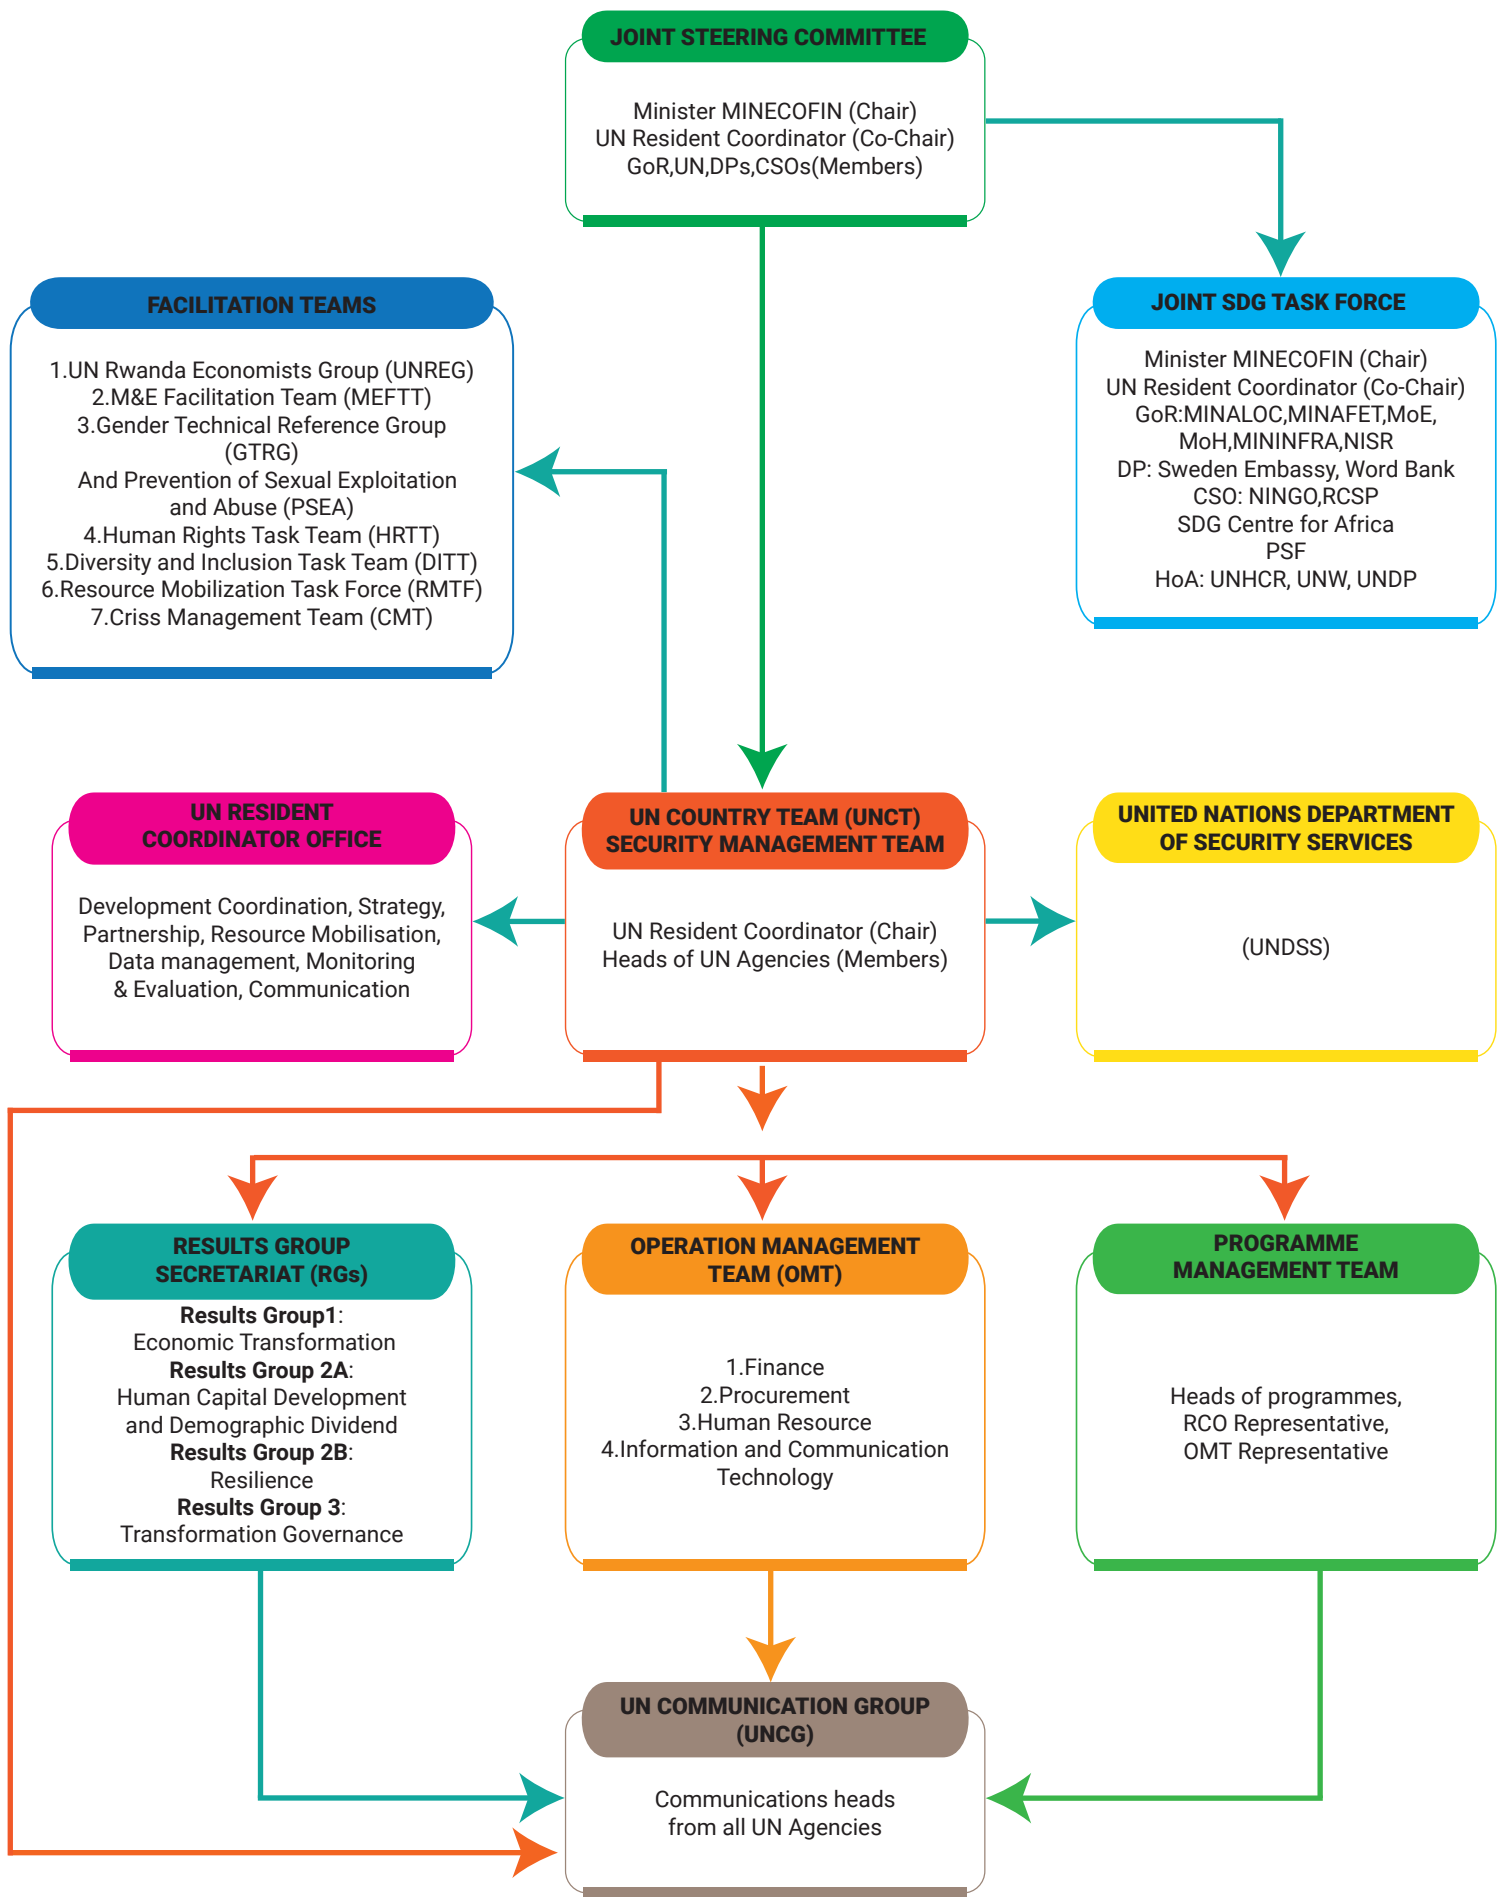 JOINT STEERING COMMITTEE
Minister MINECOFIN (Chair)
UN Resident Coordinator (Co-Chair)
GoR,UN,DPs,CSOs(Members)
FACILITATION TEAMS
1.UN Rwanda Economists Group (UNREG)
2.M&E Facilitation Team (MEFTT)
3.Gender Technical Reference Group
(GTRG)
And Prevention of Sexual Exploitation
and Abuse (PSEA)
4.Human Rights Task Team (HRTT)
5.Diversity and Inclusion Task Team (DITT)
6.Resource Mobilization Task Force (RMTF)
7.Criss Management Team (CMT)
JOINT SDG TASK FORCE
Minister MINECOFIN (Chair)
UN Resident Coordinator (Co-Chair)
GoR:MINALOC,MINAFET,MoE,
MoH,MININFRA,NISR
DP: Sweden Embassy, Word Bank
CSO: NINGO,RCSP
SDG Centre for Africa
PSF
HoA: UNHCR, UNW, UNDP
UN RESIDENT
COORDINATOR OFFICE
Development Coordination, Strategy,
Partnership, Resource Mobilisation,
Data management, Monitoring
& Evaluation, Communication
UN COUNTRY TEAM (UNCT)
SECURITY MANAGEMENT TEAM
UN Resident Coordinator (Chair)
Heads of UN Agencies (Members)
UNITED NATIONS DEPARTMENT
OF SECURITY SERVICES
(UNDSS)
RESULTS GROUP
SECRETARIAT (RGs)
Results Group1:
Economic Transformation
Results Group 2A:
Human Capital Development
and Demographic Dividend
Results Group 2B:
Resilience
Results Group 3:
Transformation Governance
OPERATION MANAGEMENT
TEAM (OMT)
1.Finance
2.Procurement
3.Human Resource
4.Information and Communication
Technology
PROGRAMME
MANAGEMENT TEAM
Heads of programmes,
RCO Representative,
OMT Representative
UN COMMUNICATION GROUP
(UNCG)
Communications heads
from all UN Agencies